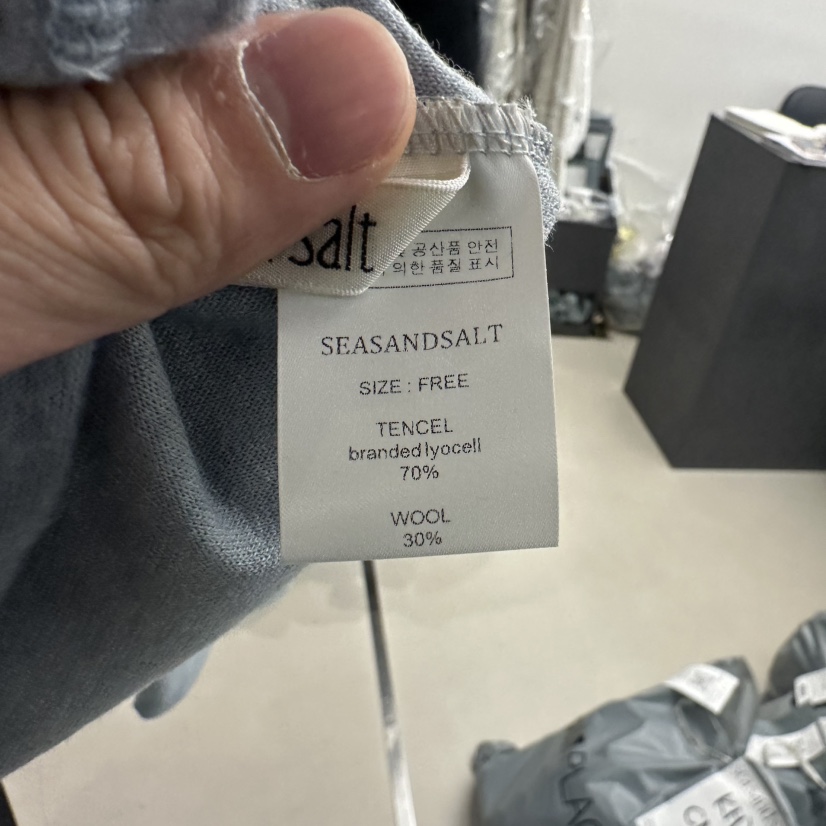 salt
공산품 안전
의한 품질 표시
SEASANDSALT
SIZE : FREE
TENCEL
branded lyocell
70%
WOOL
30%